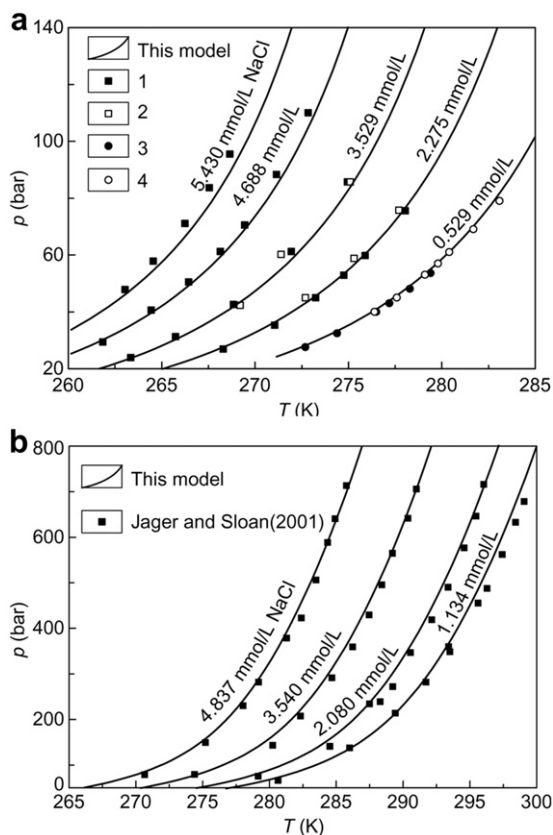 a
140
100
60
20
p (bar)
This model
1
2
3
4
5.430 mmol/L NaCl
4.688 mmol/L
3.529 mmol/L
2.275 mmol/L
0.529 mmol/L
260 265 270 275 280 285
T (K)
b
800
600
400
200
0
p (bar)
This model
Jager and Sloan(2001)
4.837 mmol/L NaCl
3.540 mmol/L
2.080 mmol/L
1.134 mmol/L
265 270 275 280 285 290 295 300
T (K)